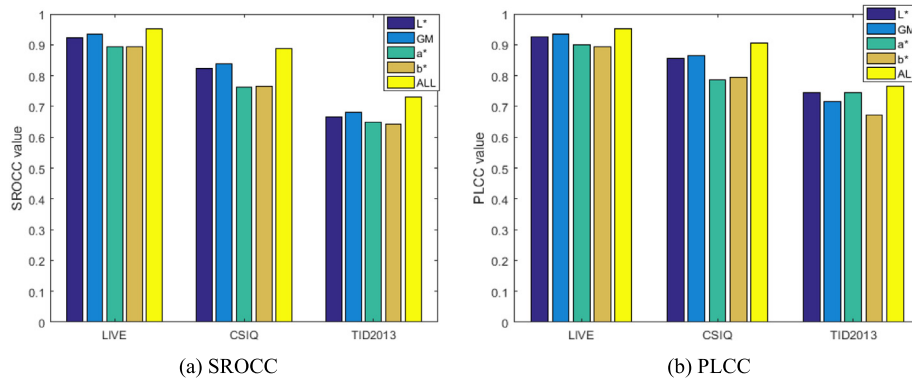 1
0.9
0.8
0.7
0.6
0.5
0.4
0.3
0.2
0.1
0
SROCC value
LIVE
CSIQ
TID2013
L*
GM
a*
b*
ALL
(a) SROCC
1
0.9
0.8
0.7
0.6
0.5
0.4
0.3
0.2
0.1
0
PLCC value
LIVE
CSIQ
TID2013
L*
GM
a*
b*
AL
(b) PLCC